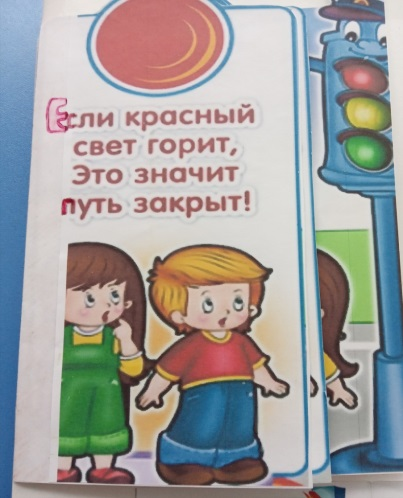 Если красный
свет горит,
Это значит
путь закрыт!